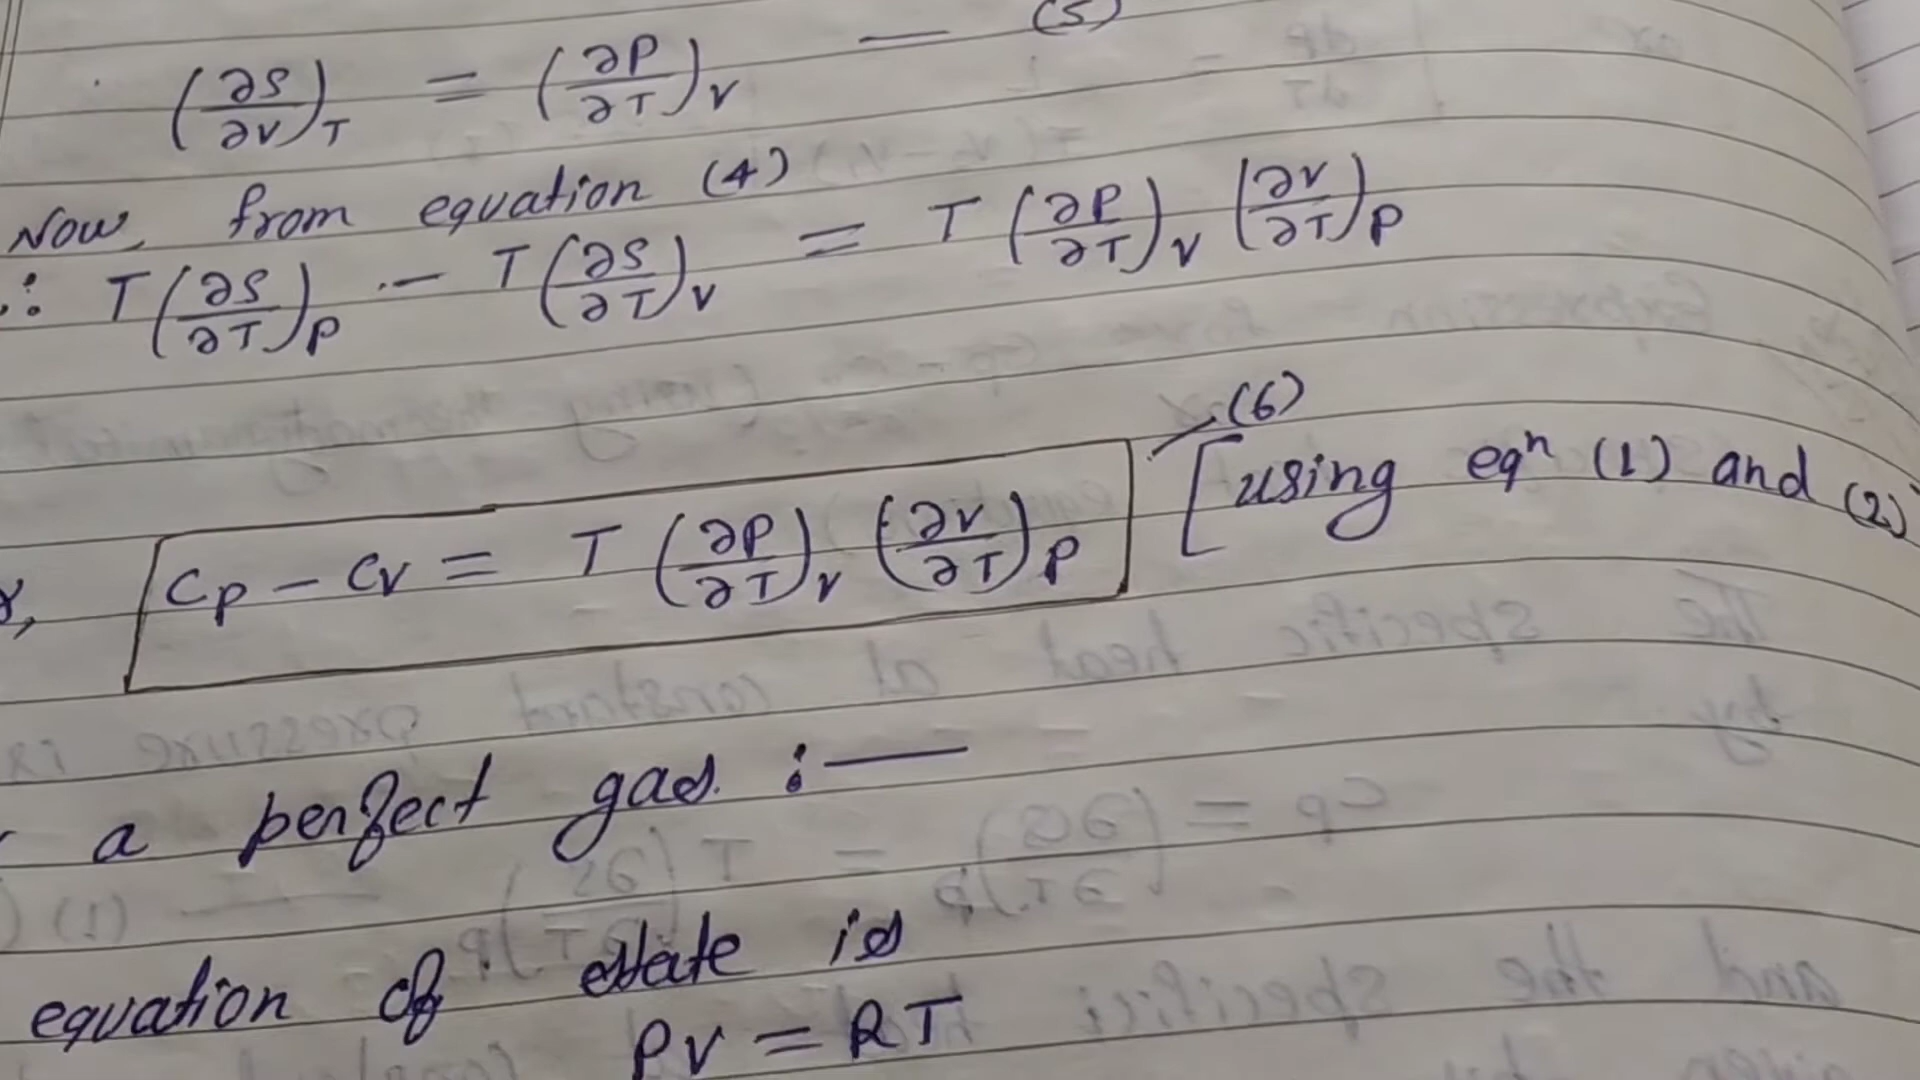 (∂S/∂V)_T = (∂P/∂T)_V — (5)
Now, from equation (4)
∴ T(∂S/∂T)_P - T(∂S/∂T)_V = T(∂P/∂T)_V (∂V/∂T)_P
Cp - Cv = T(∂P/∂T)_V (∂V/∂T)_P — (6) [using eqⁿ (1) and (2)
a perfect gas :—
equation of state is
PV = RT